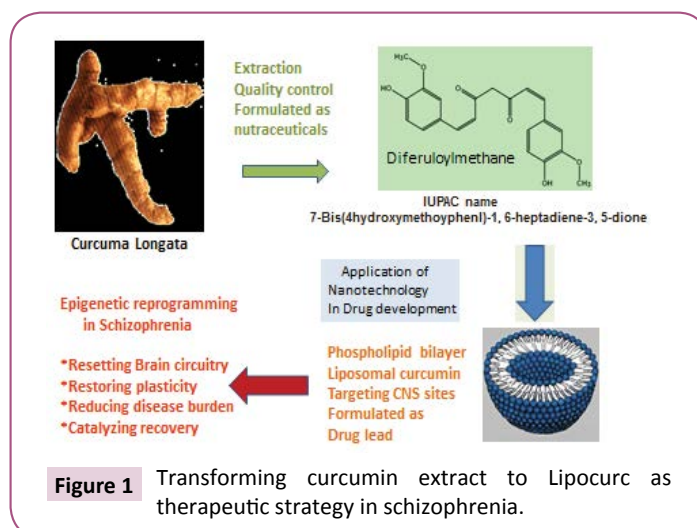 Extraction
Quality control
Formulated as
nutraceuticals
H₃C
O
HO
O
O
Diferuloylmethane
O
CH₃
OH
Curcuma Longata
IUPAC name
7-Bis(4hydroxymethoyphenl)-1, 6-heptadiene-3, 5-dione
Application of
Nanotechnology
In Drug development
Epigenetic reprogramming
in Schizophrenia
*Resetting Brain circuitry
*Restoring plasticity
*Reducing disease burden
*Catalyzing recovery
Phospholipid bilayer
Liposomal curcumin
Targeting CNS sites
Formulated as
Drug lead
Figure 1 Transforming curcumin extract to Lipocurc as
therapeutic strategy in schizophrenia.